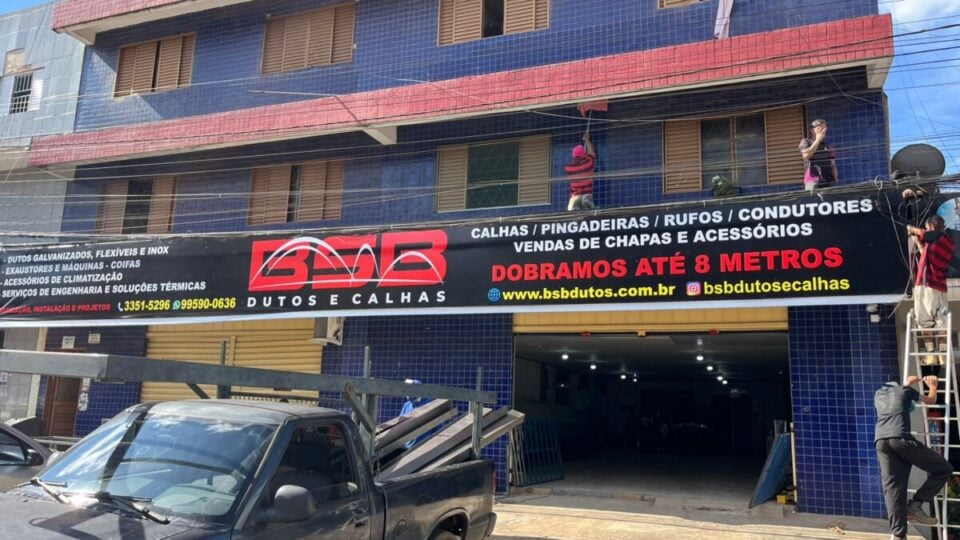 - DUTOS GALVANIZADOS, FLEXÍVEIS E INOX
- EXAUSTORES E MÁQUINAS - COIFAS
- ACESSÓRIOS DE CLIMATIZAÇÃO
- SERVIÇOS DE ENGENHARIA E SOLUÇÕES TÉRMICAS
INSTALAÇÃO E PROJETOS 3351-5296 99590-0636
BSB
DUTOS E CALHAS
CALHAS / PINGADEIRAS / RUFOS / CONDUTORES
VENDAS DE CHAPAS E ACESSÓRIOS
DOBRAMOS ATÉ 8 METROS
www.bsbdutos.com.br bsbdutosecalhas